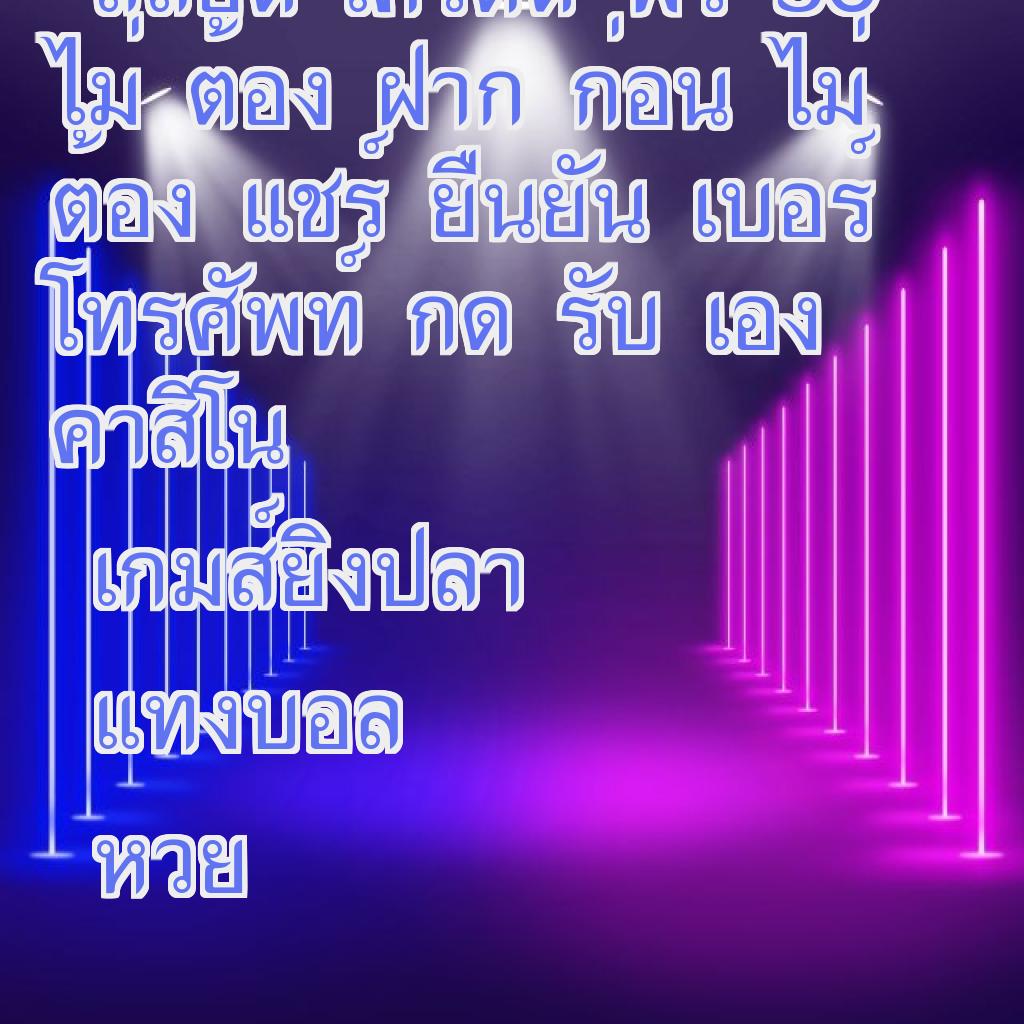 ไม่ ต้อง ฝาก ก่อน ไม่
ต้อง แชร์ ยืนยัน เบอร์
โทรศัพท์ กด รับ เอง
คาสิโน
เกมส์ยิงปลา
แทงบอล
หวย